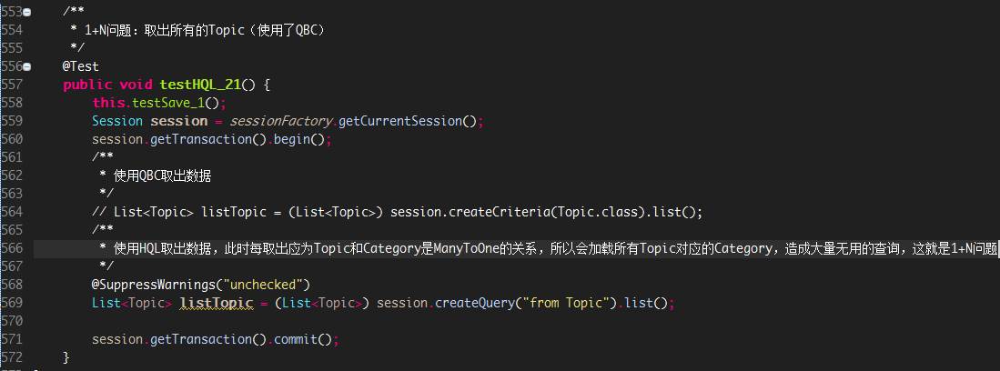 553 /**
554 * 1+N问题：取出所有的Topic（使用了QBC）
555 */
556 @Test
557 public void testHQL_21() {
558 this.testSave_1();
559 Session session = sessionFactory.getCurrentSession();
560 session.getTransaction().begin();
561 /**
562 * 使用QBC取出数据
563 */
564 // List<Topic> listTopic = (List<Topic>) session.createCriteria(Topic.class).list();
565 /**
566 * 使用HQL取出数据，此时每取出应为Topic和Category是ManyToOne的关系，所以会加载所有Topic对应的Category，造成大量无用的查询，这就是1+N问题
567 */
568 @SuppressWarnings("unchecked")
569 List<Topic> listTopic = (List<Topic>) session.createQuery("from Topic").list();
570
571 session.getTransaction().commit();
572 }